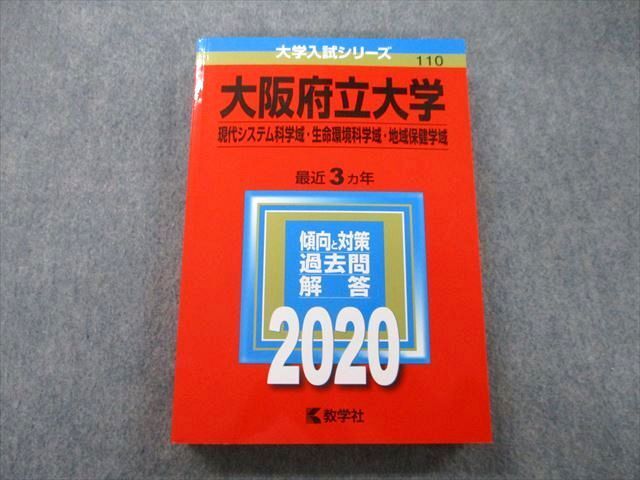 大学入試シリーズ
110
大阪府立大学
現代システム科学域・生命環境科学域・地域保健学域
最近3カ年
傾向と対策
過去問
解答
2020
教学社